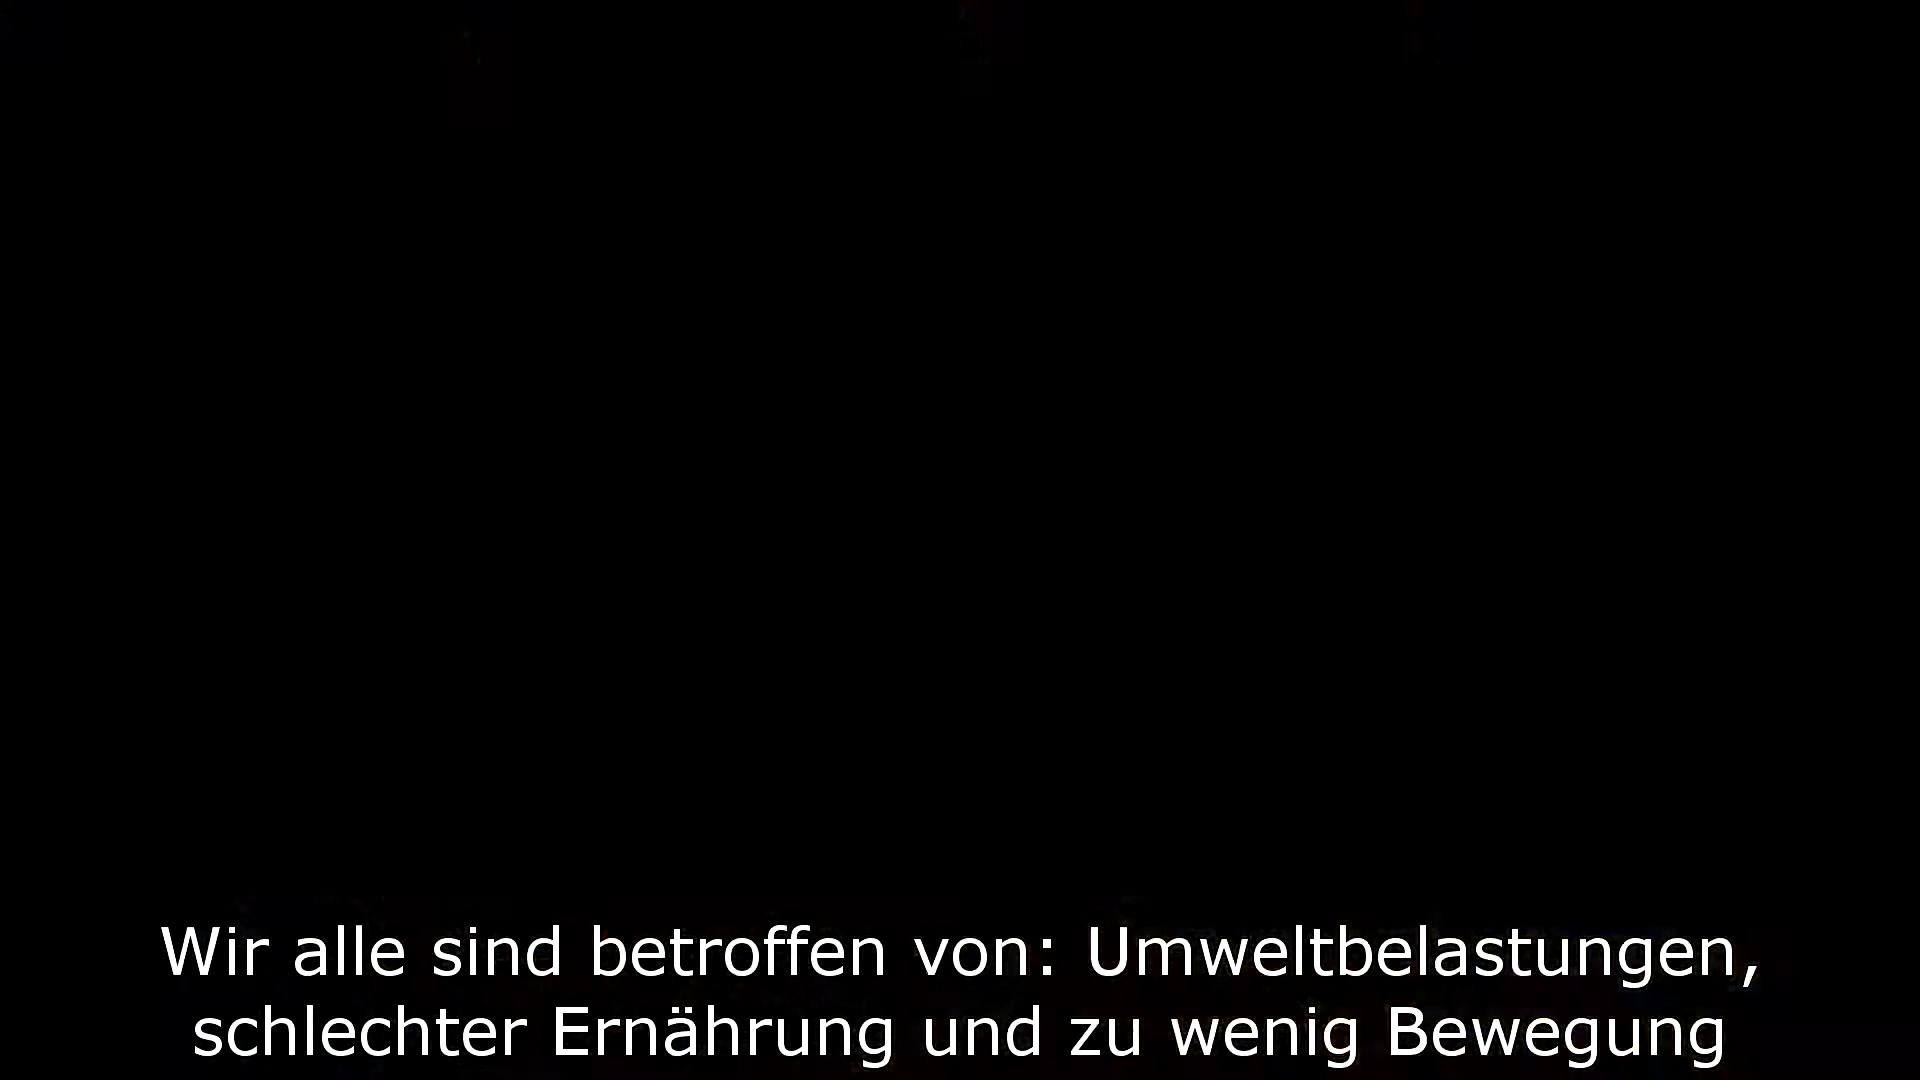 Wir alle sind betroffen von: Umweltbelastungen,
schlechter Ernährung und zu wenig Bewegung